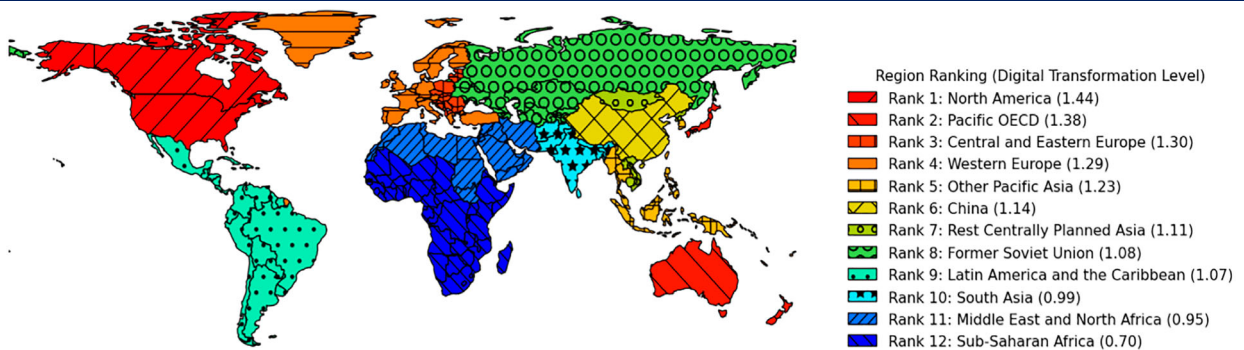 Region Ranking (Digital Transformation Level)
Rank 1: North America (1.44)
Rank 2: Pacific OECD (1.38)
Rank 3: Central and Eastern Europe (1.30)
Rank 4: Western Europe (1.29)
Rank 5: Other Pacific Asia (1.23)
Rank 6: China (1.14)
Rank 7: Rest Centrally Planned Asia (1.11)
Rank 8: Former Soviet Union (1.08)
Rank 9: Latin America and the Caribbean (1.07)
Rank 10: South Asia (0.99)
Rank 11: Middle East and North Africa (0.95)
Rank 12: Sub-Saharan Africa (0.70)